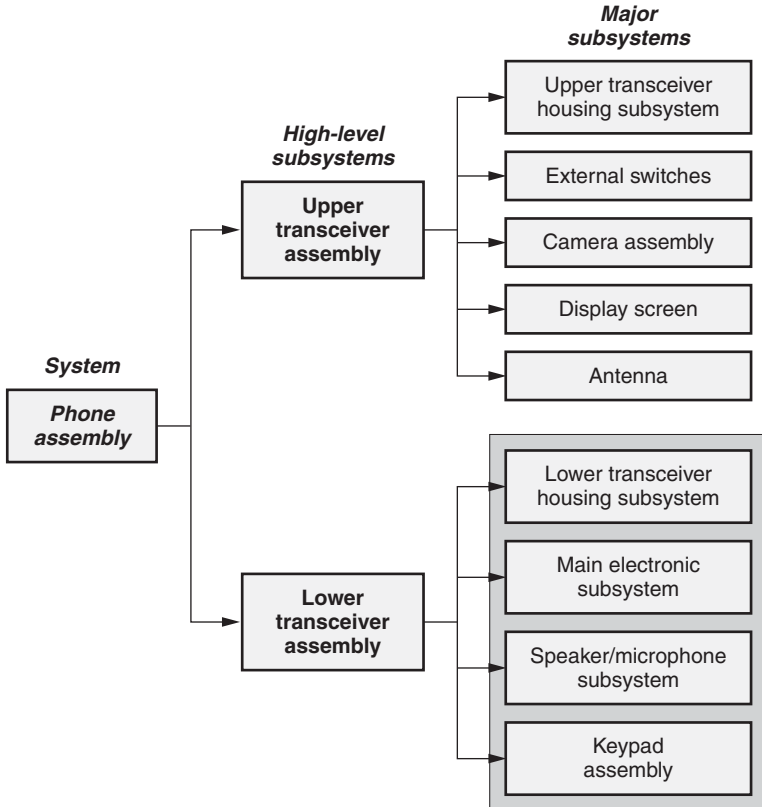 Major
subsystems
Upper transceiver
housing subsystem
High-level
subsystems
External switches
Upper
transceiver
assembly
Camera assembly
Display screen
System
Antenna
Phone
assembly
Lower transceiver
housing subsystem
Main electronic
subsystem
Lower
transceiver
assembly
Speaker/microphone
subsystem
Keypad
assembly